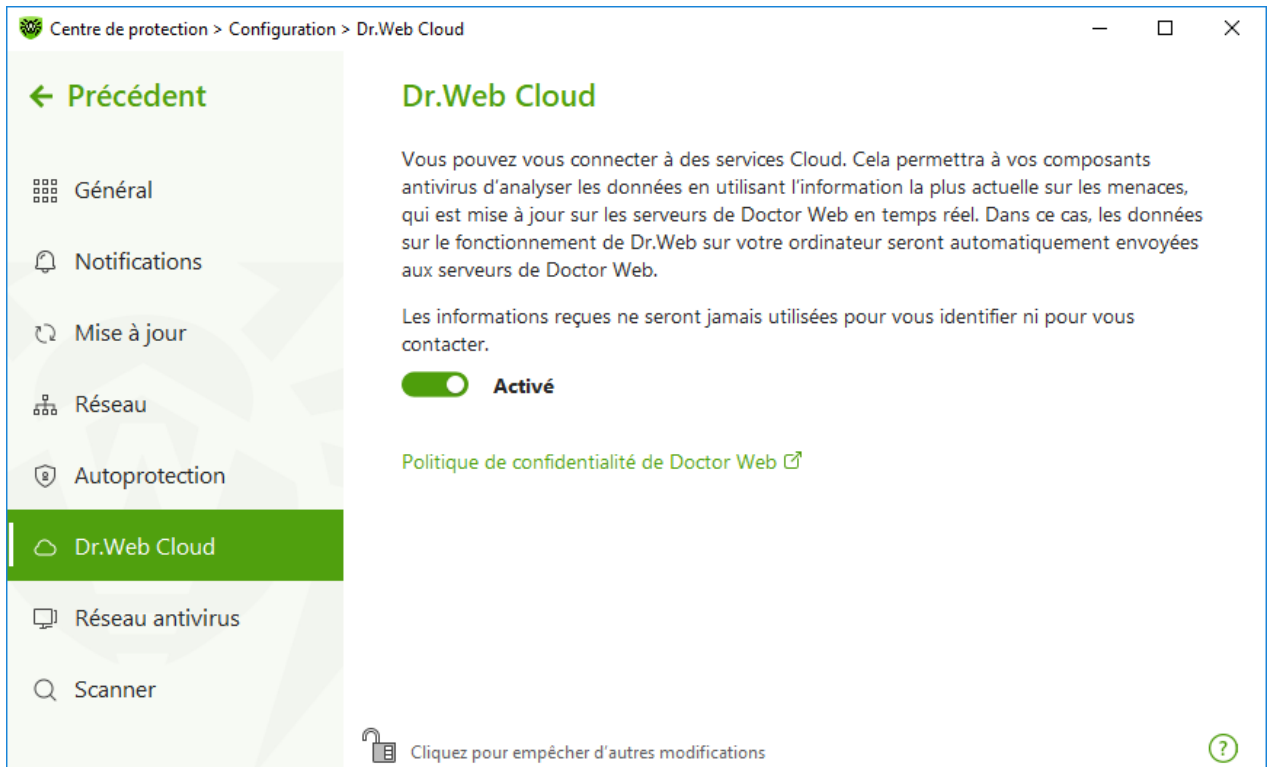 Centre de protection > Configuration > Dr.Web Cloud
Précédent
Général
Notifications
Mise à jour
Réseau
Autoprotection
Dr.Web Cloud
Réseau antivirus
Scanner
Dr.Web Cloud
Vous pouvez vous connecter à des services Cloud. Cela permettra à vos composants
antivirus d'analyser les données en utilisant l'information la plus actuelle sur les menaces,
qui est mise à jour sur les serveurs de Doctor Web en temps réel. Dans ce cas, les données
sur le fonctionnement de Dr.Web sur votre ordinateur seront automatiquement envoyées
aux serveurs de Doctor Web.
Les informations reçues ne seront jamais utilisées pour vous identifier ni pour vous
contacter.
Activé
Politique de confidentialité de Doctor Web
Cliquez pour empêcher d'autres modifications
?